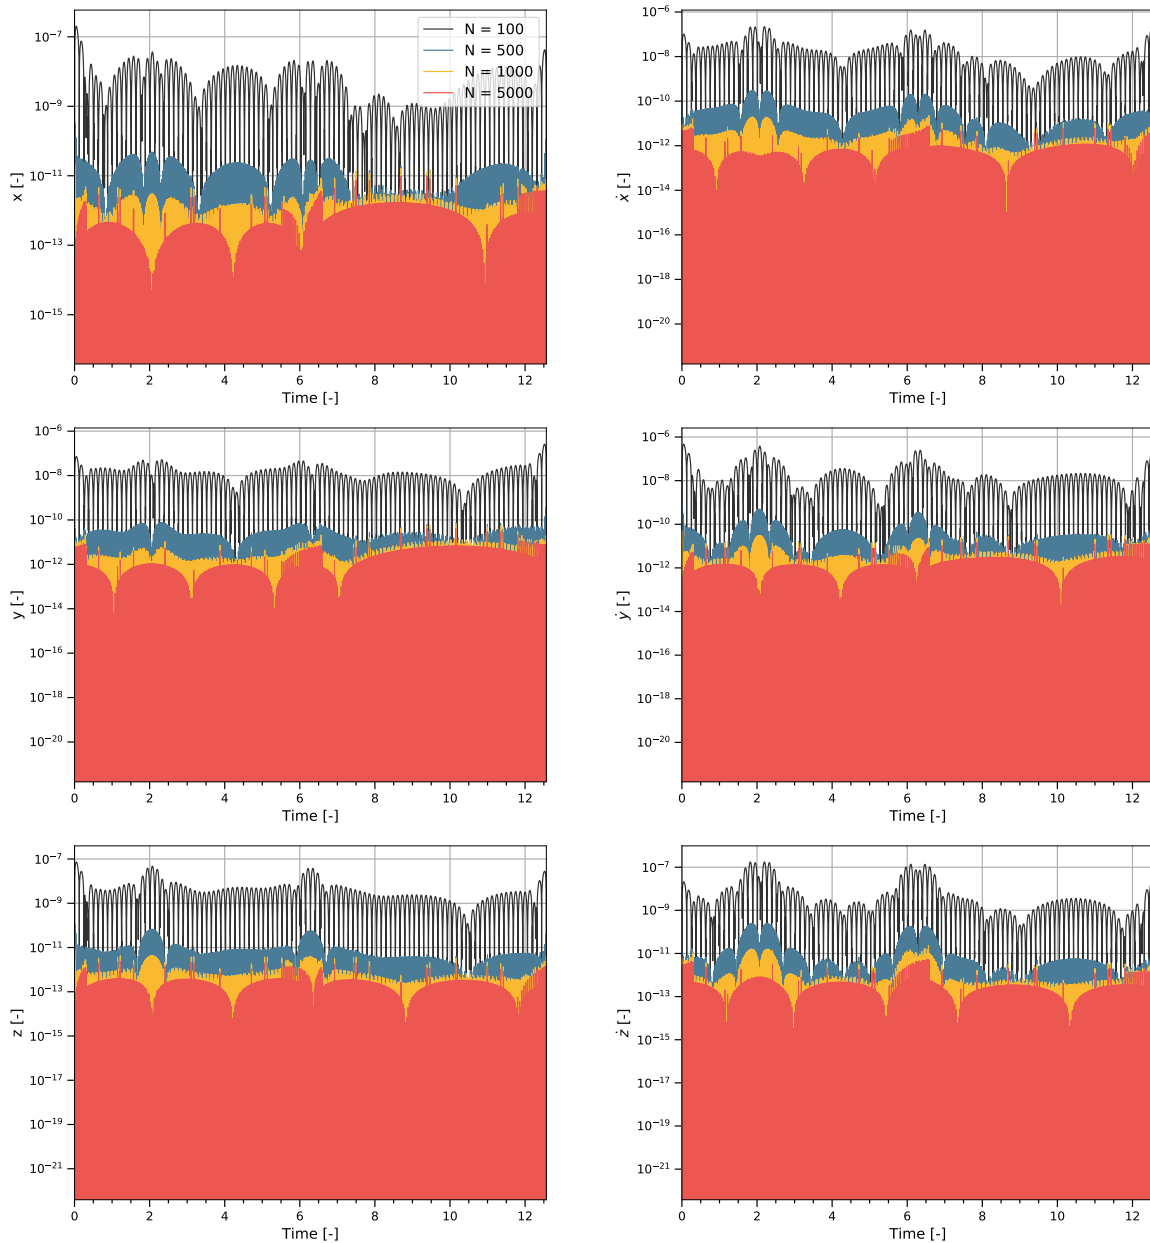 10⁻⁷
10⁻⁹
10⁻¹¹
10⁻¹³
10⁻¹⁵
x [-]
N = 100
N = 500
N = 1000
N = 5000
0 2 4 6 8 10 12
Time [-]
10⁻⁶
10⁻⁸
10⁻¹⁰
10⁻¹²
10⁻¹⁴
10⁻¹⁶
10⁻¹⁸
10⁻²⁰
ẋ [-]
0 2 4 6 8 10 12
Time [-]
10⁻⁶
10⁻⁸
10⁻¹⁰
10⁻¹²
10⁻¹⁴
10⁻¹⁶
10⁻¹⁸
10⁻²⁰
y [-]
0 2 4 6 8 10 12
Time [-]
10⁻⁶
10⁻⁸
10⁻¹⁰
10⁻¹²
10⁻¹⁴
10⁻¹⁶
10⁻¹⁸
10⁻²⁰
ẏ [-]
0 2 4 6 8 10 12
Time [-]
10⁻⁷
10⁻⁹
10⁻¹¹
10⁻¹³
10⁻¹⁵
10⁻¹⁷
10⁻¹⁹
10⁻²¹
z [-]
0 2 4 6 8 10 12
Time [-]
10⁻⁷
10⁻⁹
10⁻¹¹
10⁻¹³
10⁻¹⁵
10⁻¹⁷
10⁻¹⁹
10⁻²¹
ż [-]
0 2 4 6 8 10 12
Time [-]